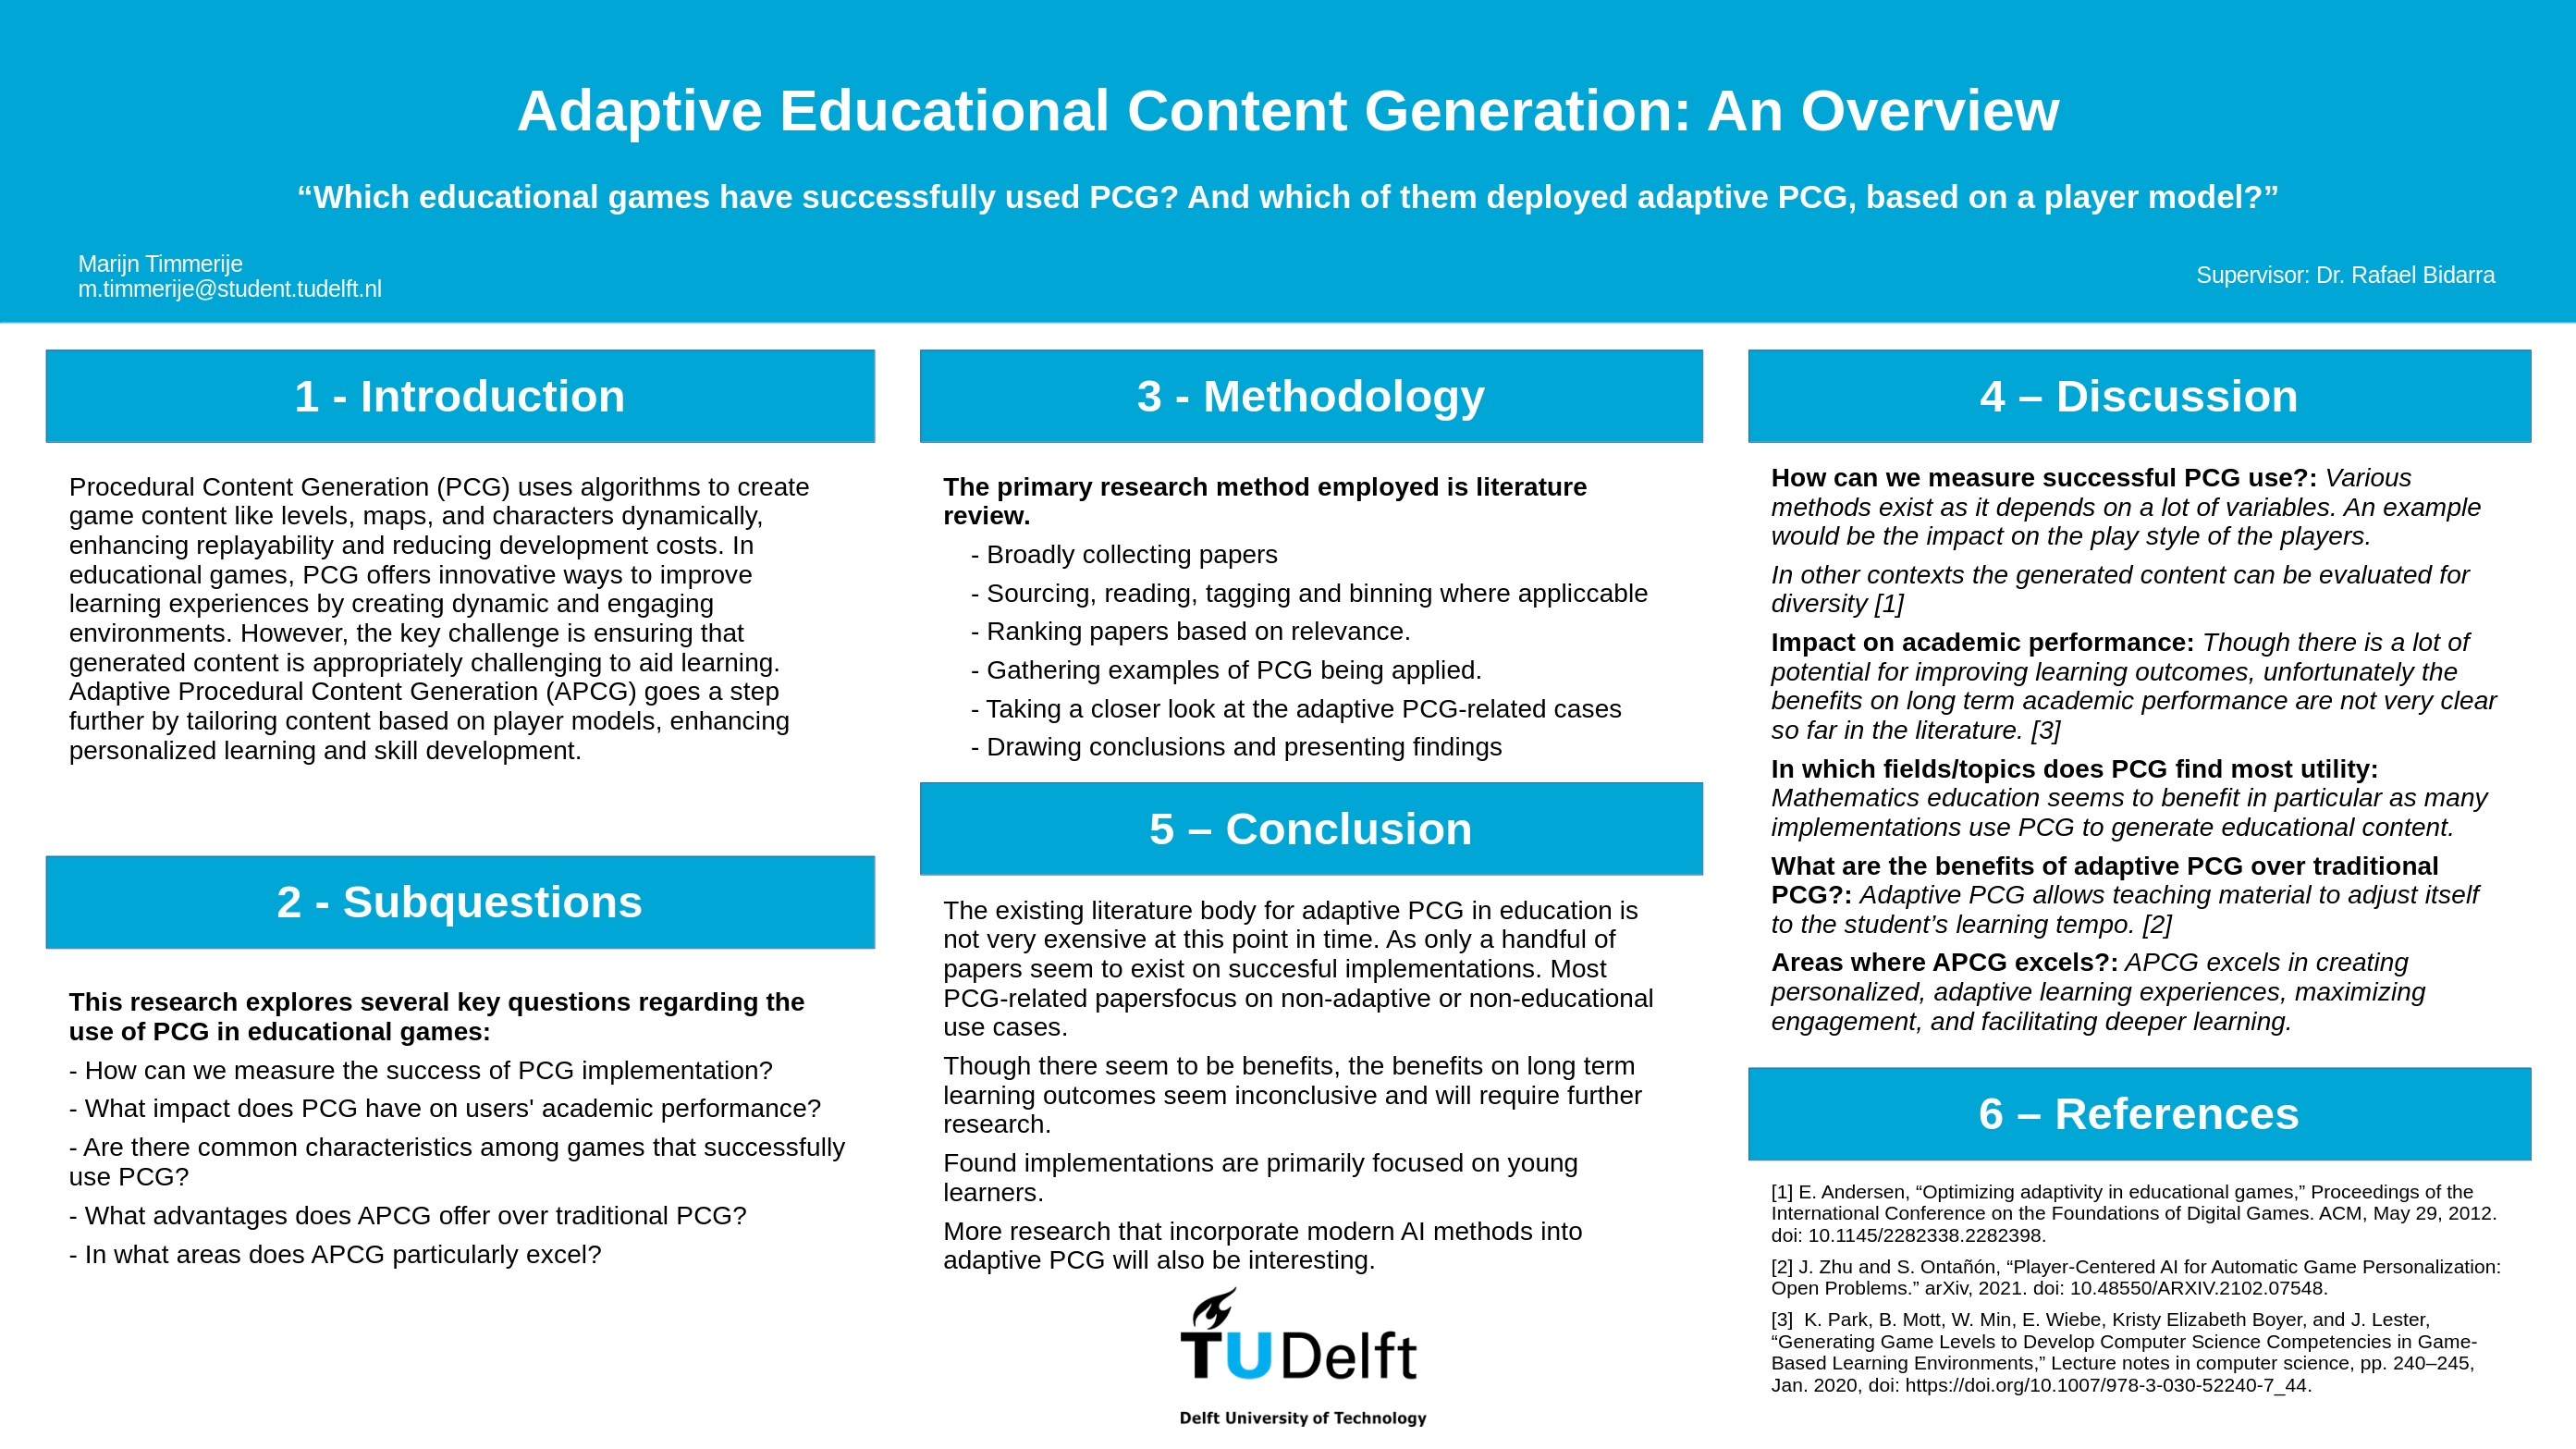 Adaptive Educational Content Generation: An Overview
“Which educational games have successfully used PCG? And which of them deployed adaptive PCG, based on a player model?”
Marijn Timmerije
m.timmerije@student.tudelft.nl
Supervisor: Dr. Rafael Bidarra
1 - Introduction
Procedural Content Generation (PCG) uses algorithms to create
game content like levels, maps, and characters dynamically,
enhancing replayability and reducing development costs. In
educational games, PCG offers innovative ways to improve
learning experiences by creating dynamic and engaging
environments. However, the key challenge is ensuring that
generated content is appropriately challenging to aid learning.
Adaptive Procedural Content Generation (APCG) goes a step
further by tailoring content based on player models, enhancing
personalized learning and skill development.
2 - Subquestions
This research explores several key questions regarding the
use of PCG in educational games:
- How can we measure the success of PCG implementation?
- What impact does PCG have on users' academic performance?
- Are there common characteristics among games that successfully
use PCG?
- What advantages does APCG offer over traditional PCG?
- In what areas does APCG particularly excel?
3 - Methodology
The primary research method employed is literature
review.
- Broadly collecting papers
- Sourcing, reading, tagging and binning where appliccable
- Ranking papers based on relevance.
- Gathering examples of PCG being applied.
- Taking a closer look at the adaptive PCG-related cases
- Drawing conclusions and presenting findings
5 – Conclusion
The existing literature body for adaptive PCG in education is
not very exensive at this point in time. As only a handful of
papers seem to exist on succesful implementations. Most
PCG-related papersfocus on non-adaptive or non-educational
use cases.
Though there seem to be benefits, the benefits on long term
learning outcomes seem inconclusive and will require further
research.
Found implementations are primarily focused on young
learners.
More research that incorporate modern AI methods into
adaptive PCG will also be interesting.
TUDelft
Delft University of Technology
4 – Discussion
How can we measure successful PCG use?: Various
methods exist as it depends on a lot of variables. An example
would be the impact on the play style of the players.
In other contexts the generated content can be evaluated for
diversity [1]
Impact on academic performance: Though there is a lot of
potential for improving learning outcomes, unfortunately the
benefits on long term academic performance are not very clear
so far in the literature. [3]
In which fields/topics does PCG find most utility:
Mathematics education seems to benefit in particular as many
implementations use PCG to generate educational content.
What are the benefits of adaptive PCG over traditional
PCG?: Adaptive PCG allows teaching material to adjust itself
to the student’s learning tempo. [2]
Areas where APCG excels?: APCG excels in creating
personalized, adaptive learning experiences, maximizing
engagement, and facilitating deeper learning.
6 – References
[1] E. Andersen, “Optimizing adaptivity in educational games,” Proceedings of the
International Conference on the Foundations of Digital Games. ACM, May 29, 2012.
doi: 10.1145/2282338.2282398.
[2] J. Zhu and S. Ontañón, “Player-Centered AI for Automatic Game Personalization:
Open Problems.” arXiv, 2021. doi: 10.48550/ARXIV.2102.07548.
[3]  K. Park, B. Mott, W. Min, E. Wiebe, Kristy Elizabeth Boyer, and J. Lester,
“Generating Game Levels to Develop Computer Science Competencies in Game-
Based Learning Environments,” Lecture notes in computer science, pp. 240–245,
Jan. 2020, doi: https://doi.org/10.1007/978-3-030-52240-7_44.